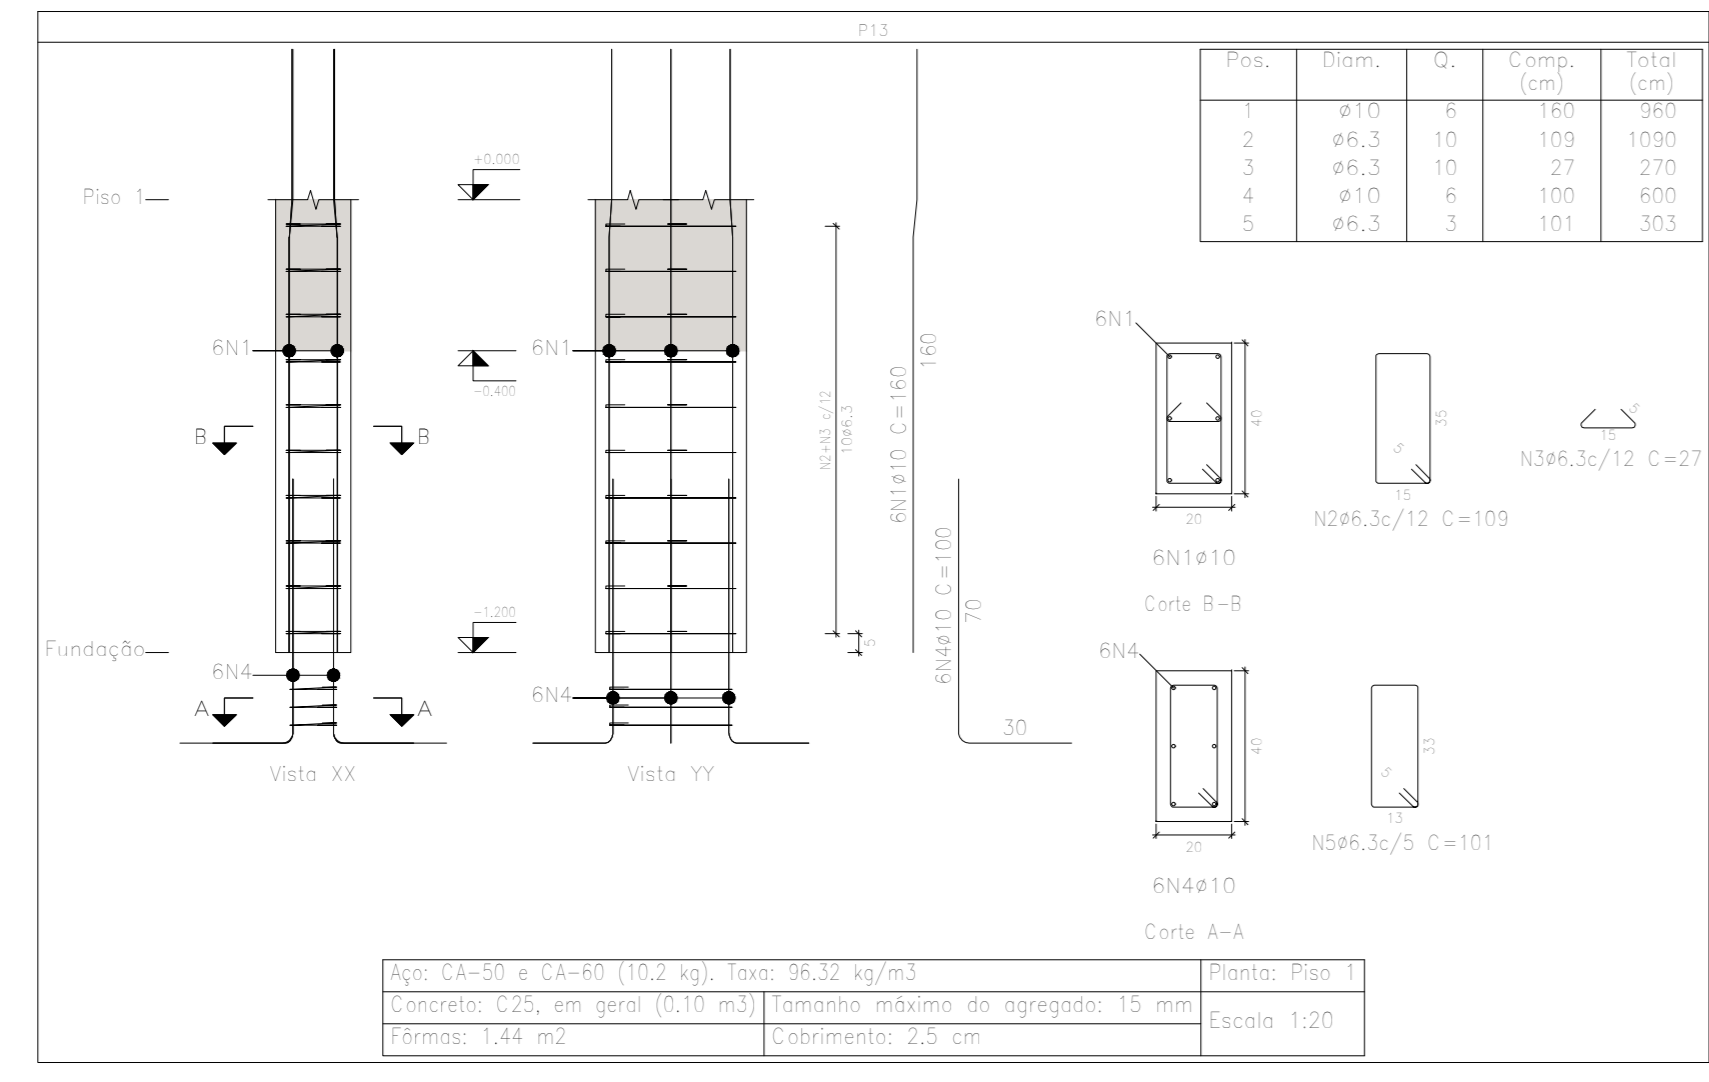 P13
Pos. Diam. Q. Comp. (cm) Total (cm)
1 ø10 6 160 960
2 ø6.3 10 109 1090
3 ø6.3 10 27 270
4 ø10 6 100 600
5 ø6.3 3 101 303
Piso 1
+0.000
6N1
6N1
-0.400
B
B
N2+N3 c/12
10ø6.3
6N1ø10 C=160
160
-1.200
5
Fundação
6N4
6N4
A
A
6N4ø10 C=100
70
30
Vista XX
Vista YY
6N1
40
20
6N1ø10
Corte B-B
35
5
15
N2ø6.3c/12 C=109
5
15
N3ø6.3c/12 C=27
6N4
40
20
6N4ø10
Corte A-A
33
5
13
N5ø6.3c/5 C=101
Aço: CA-50 e CA-60 (10.2 kg). Taxa: 96.32 kg/m3
Planta: Piso 1
Concreto: C25, em geral (0.10 m3)
Tamanho máximo do agregado: 15 mm
Escala 1:20
Fôrmas: 1.44 m2
Cobrimento: 2.5 cm